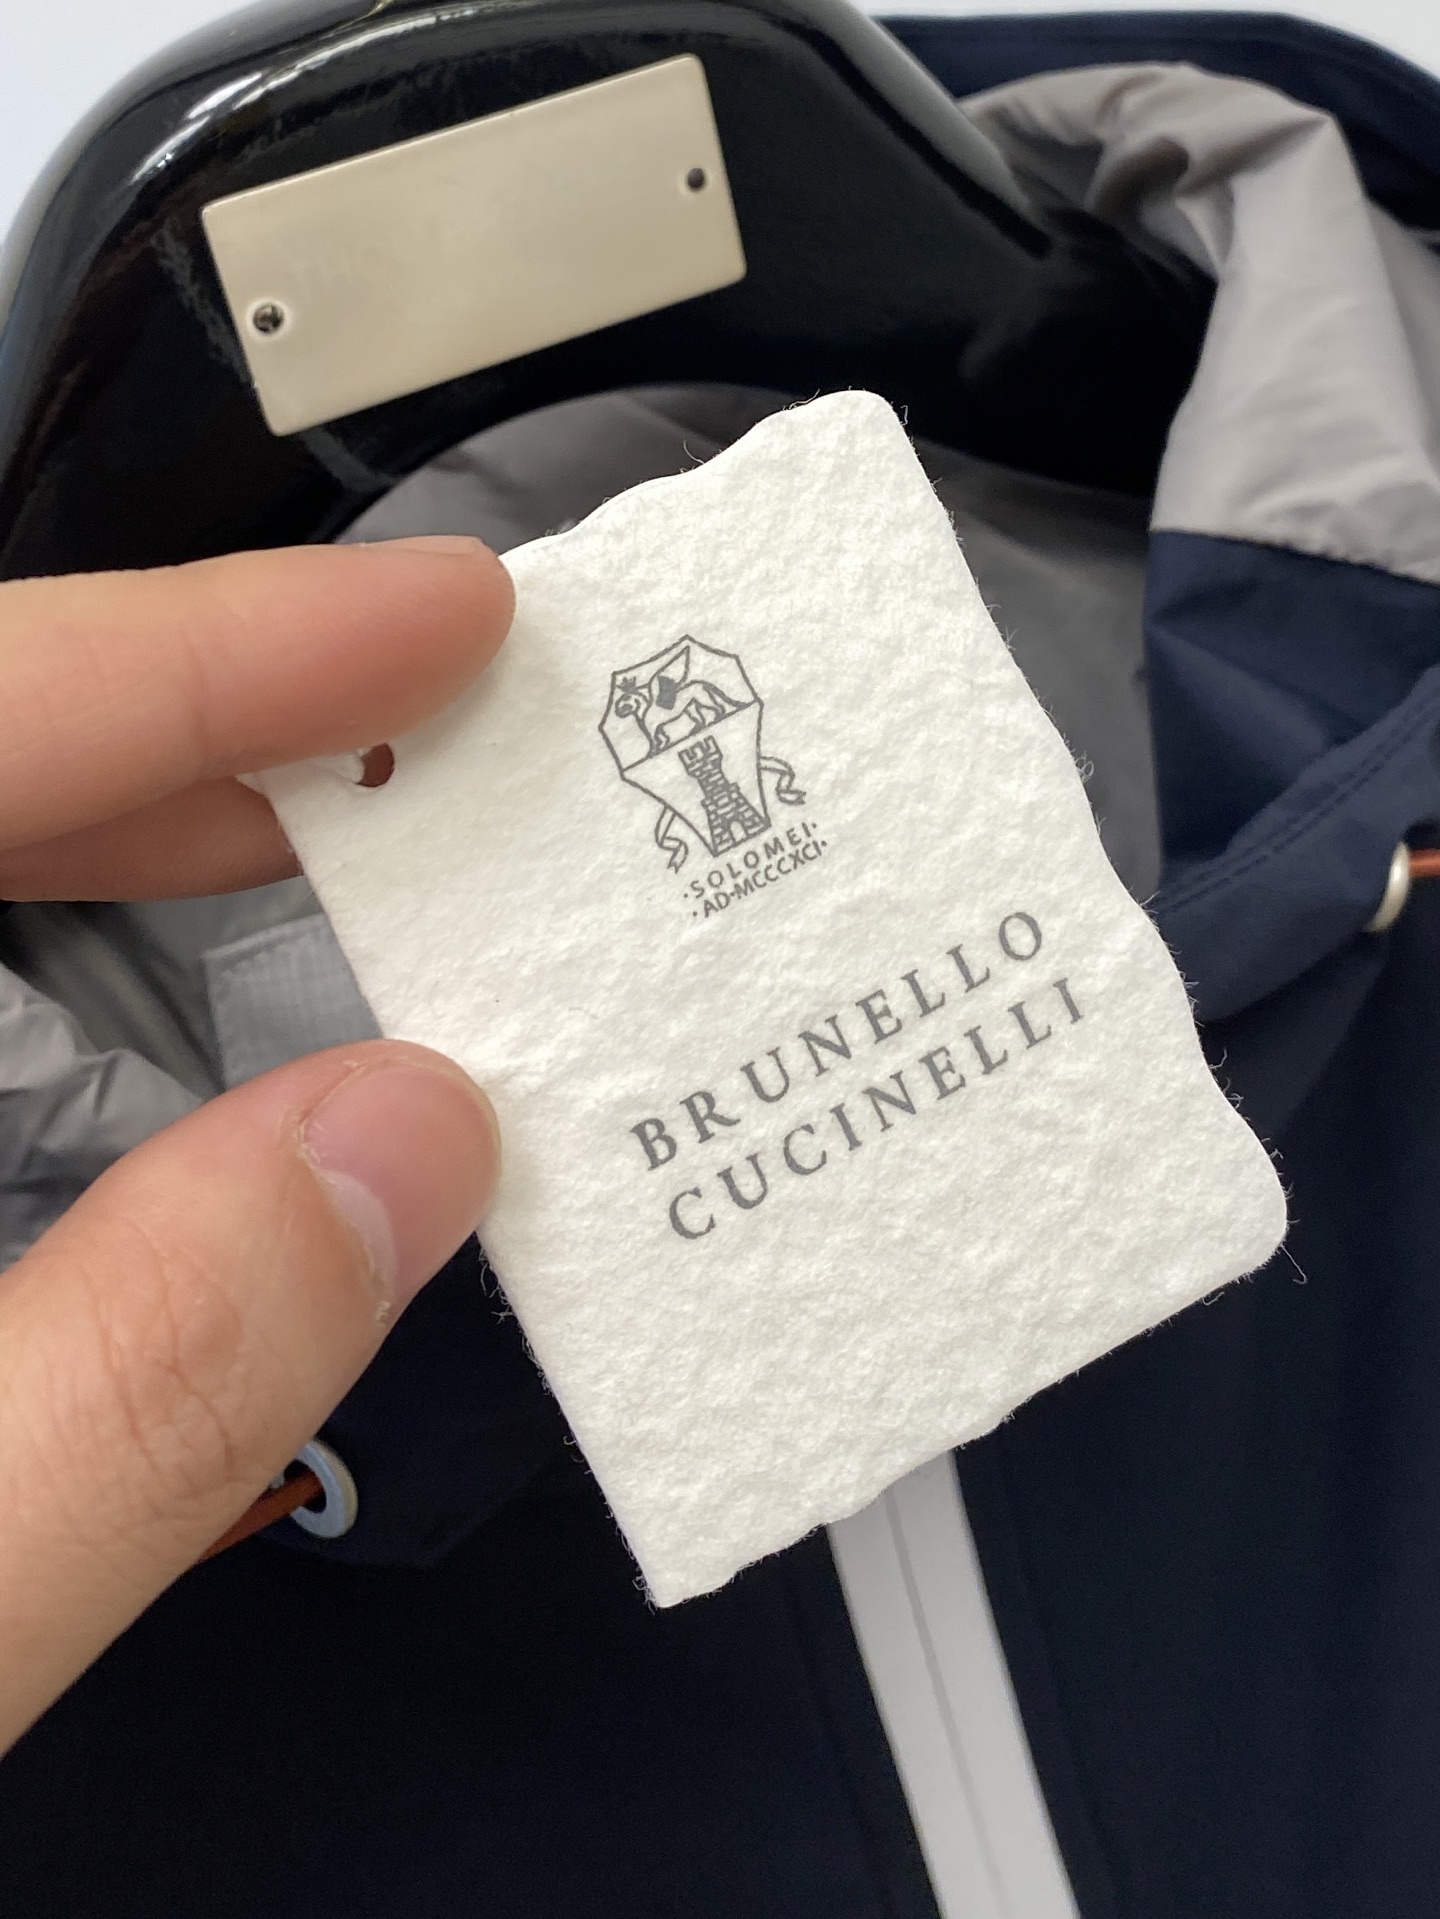 ·SOLOMEI·
·AD·MCCCXCI·
BRUNELLO
CUCINELLI